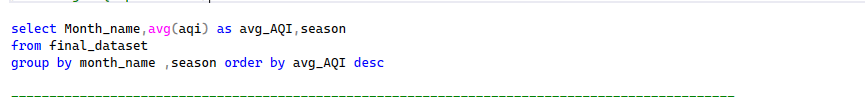 select Month_name,avg(aqi) as avg_AQI,season
from final_dataset
group by month_name ,season order by avg_AQI desc
------------------------------------------------------------------------------------------------